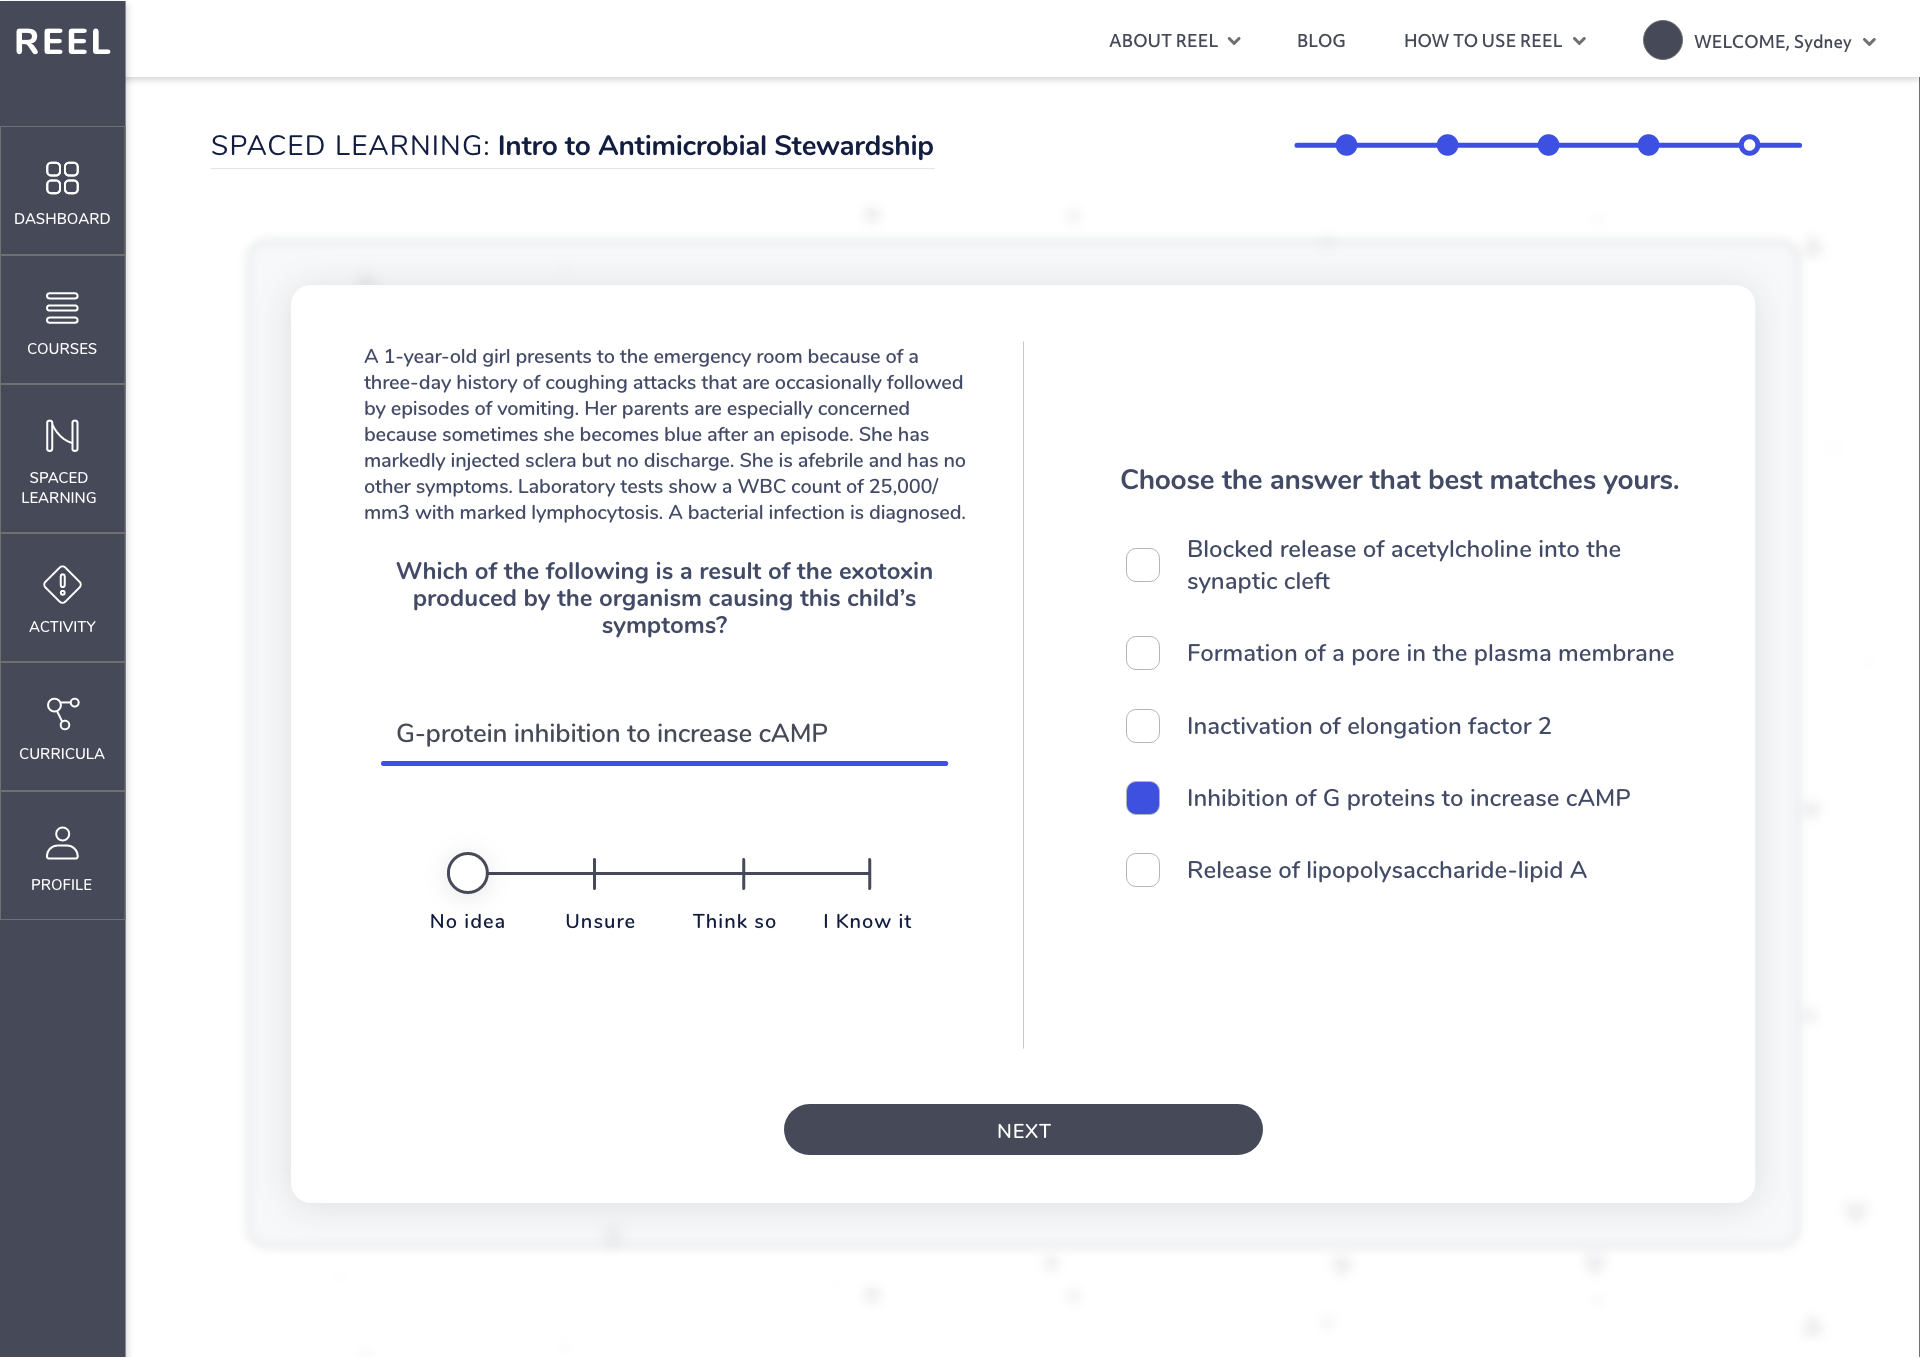 REEL
ABOUT REEL
BLOG
HOW TO USE REEL
WELCOME, Sydney
DASHBOARD
COURSES
SPACED
LEARNING
ACTIVITY
CURRICULA
PROFILE
SPACED LEARNING: Intro to Antimicrobial Stewardship
A 1-year-old girl presents to the emergency room because of a
three-day history of coughing attacks that are occasionally followed
by episodes of vomiting. Her parents are especially concerned
because sometimes she becomes blue after an episode. She has
markedly injected sclera but no discharge. She is afebrile and has no
other symptoms. Laboratory tests show a WBC count of 25,000/
mm3 with marked lymphocytosis. A bacterial infection is diagnosed.
Which of the following is a result of the exotoxin
produced by the organism causing this child’s
symptoms?
G-protein inhibition to increase cAMP
No idea
Unsure
Think so
I Know it
Choose the answer that best matches yours.
Blocked release of acetylcholine into the
synaptic cleft
Formation of a pore in the plasma membrane
Inactivation of elongation factor 2
Inhibition of G proteins to increase cAMP
Release of lipopolysaccharide-lipid A
NEXT